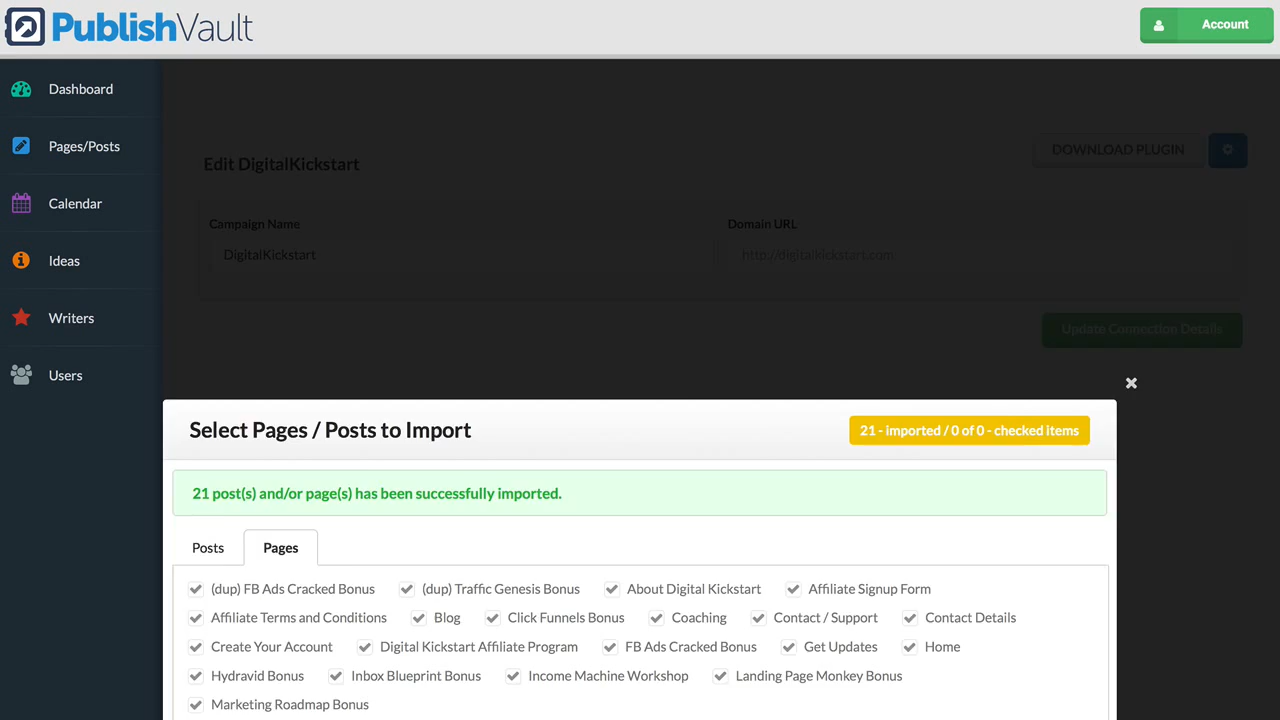 PublishVault
Account
Dashboard
Pages/Posts
Calendar
Ideas
Writers
Users
Edit DigitalKickstart
DOWNLOAD PLUGIN
Campaign Name
Domain URL
DigitalKickstart
http://digitalkickstart.com
Update Connection Details
Select Pages / Posts to Import
21 - imported / 0 of 0 - checked items
21 post(s) and/or page(s) has been successfully imported.
Posts Pages
(dup) FB Ads Cracked Bonus (dup) Traffic Genesis Bonus About Digital Kickstart Affiliate Signup Form
Affiliate Terms and Conditions Blog Click Funnels Bonus Coaching Contact / Support Contact Details
Create Your Account Digital Kickstart Affiliate Program FB Ads Cracked Bonus Get Updates Home
Hydravid Bonus Inbox Blueprint Bonus Income Machine Workshop Landing Page Monkey Bonus
Marketing Roadmap Bonus